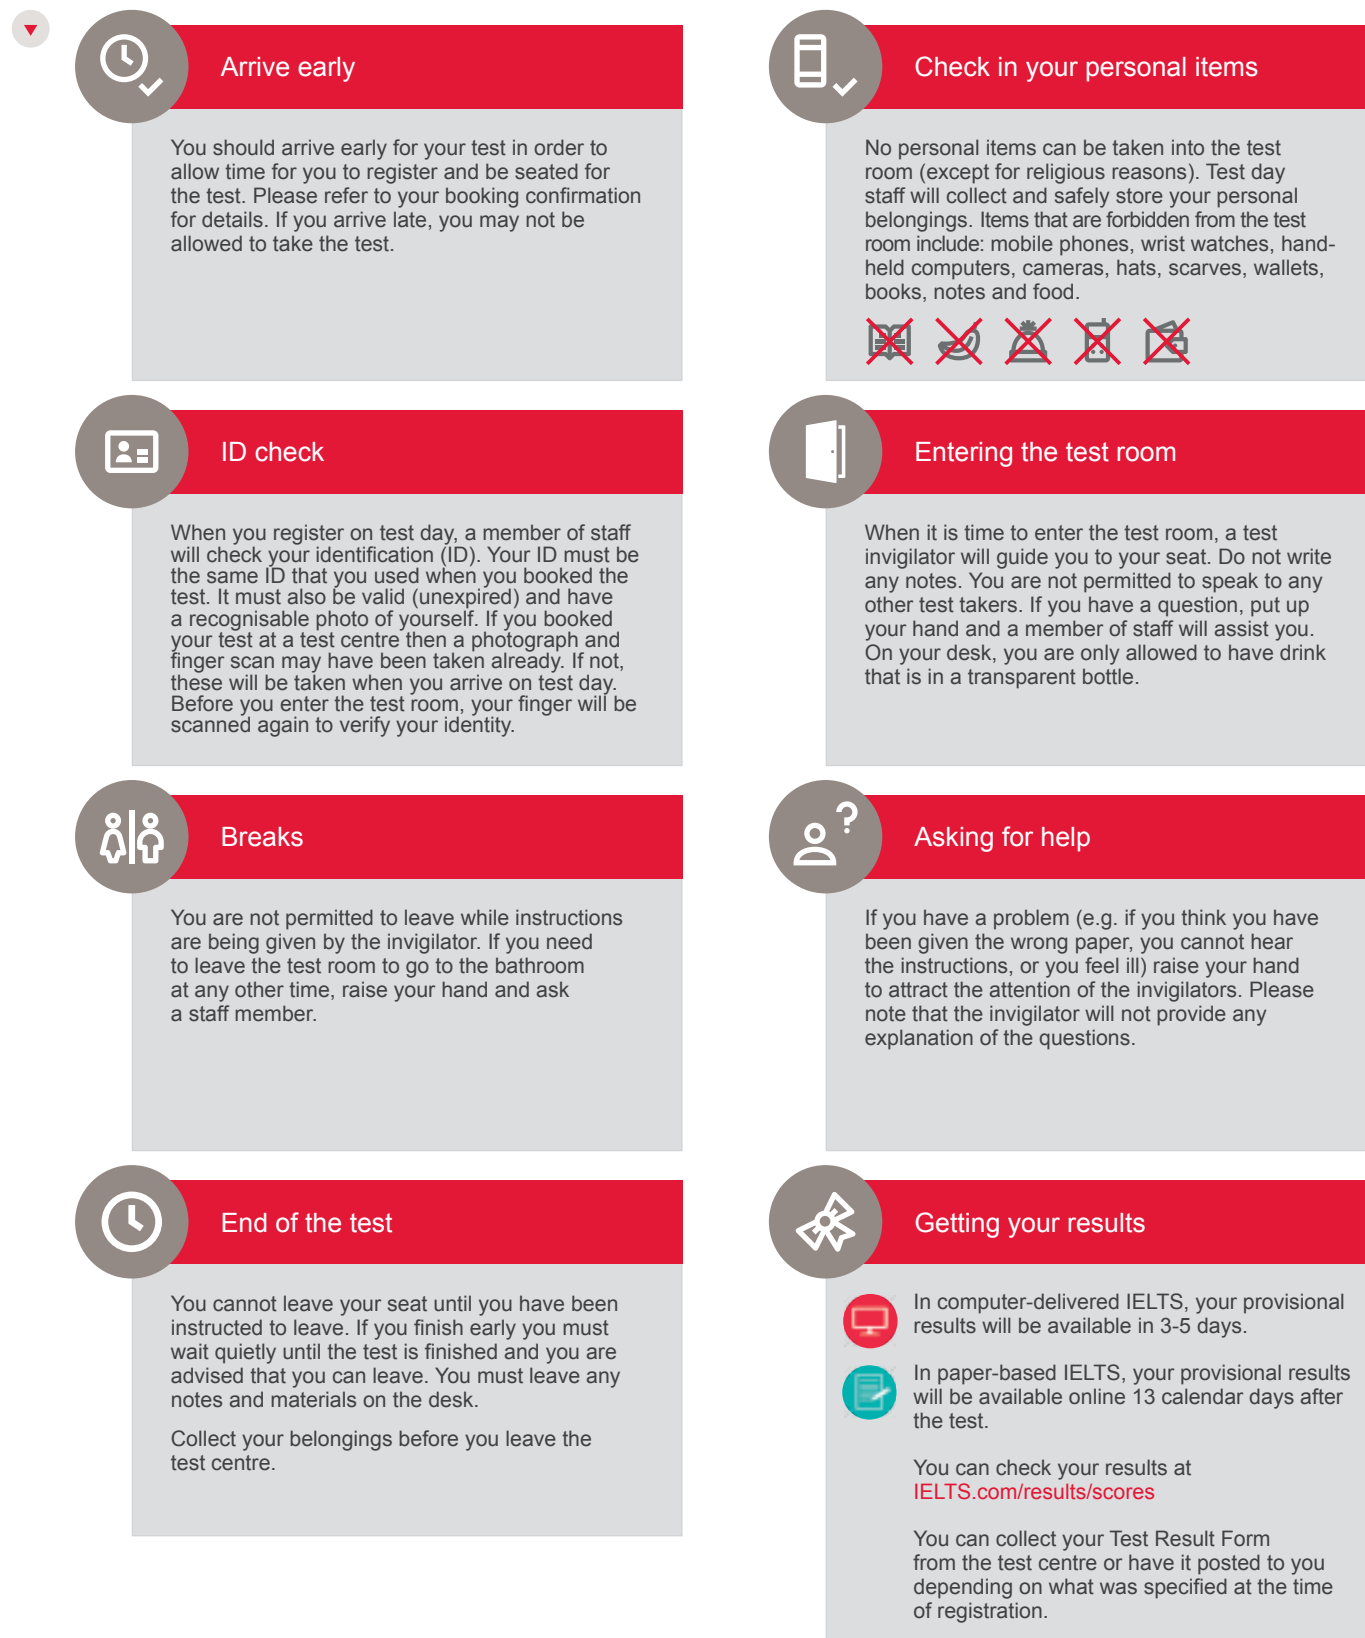 Arrive early
You should arrive early for your test in order to
allow time for you to register and be seated for
the test. Please refer to your booking confirmation
for details. If you arrive late, you may not be
allowed to take the test.
Check in your personal items
No personal items can be taken into the test
room (except for religious reasons). Test day
staff will collect and safely store your personal
belongings. Items that are forbidden from the test
room include: mobile phones, wrist watches, hand-
held computers, cameras, hats, scarves, wallets,
books, notes and food.
ID check
When you register on test day, a member of staff
will check your identification (ID). Your ID must be
the same ID that you used when you booked the
test. It must also be valid (unexpired) and have
a recognisable photo of yourself. If you booked
your test at a test centre then a photograph and
finger scan may have been taken already. If not,
these will be taken when you arrive on test day.
Before you enter the test room, your finger will be
scanned again to verify your identity.
Entering the test room
When it is time to enter the test room, a test
invigilator will guide you to your seat. Do not write
any notes. You are not permitted to speak to any
other test takers. If you have a question, put up
your hand and a member of staff will assist you.
On your desk, you are only allowed to have drink
that is in a transparent bottle.
Breaks
You are not permitted to leave while instructions
are being given by the invigilator. If you need
to leave the test room to go to the bathroom
at any other time, raise your hand and ask
a staff member.
Asking for help
If you have a problem (e.g. if you think you have
been given the wrong paper, you cannot hear
the instructions, or you feel ill) raise your hand
to attract the attention of the invigilators. Please
note that the invigilator will not provide any
explanation of the questions.
End of the test
You cannot leave your seat until you have been
instructed to leave. If you finish early you must
wait quietly until the test is finished and you are
advised that you can leave. You must leave any
notes and materials on the desk.
Collect your belongings before you leave the
test centre.
Getting your results
In computer-delivered IELTS, your provisional
results will be available in 3-5 days.
In paper-based IELTS, your provisional results
will be available online 13 calendar days after
the test.
You can check your results at
IELTS.com/results/scores
You can collect your Test Result Form
from the test centre or have it posted to you
depending on what was specified at the time
of registration.